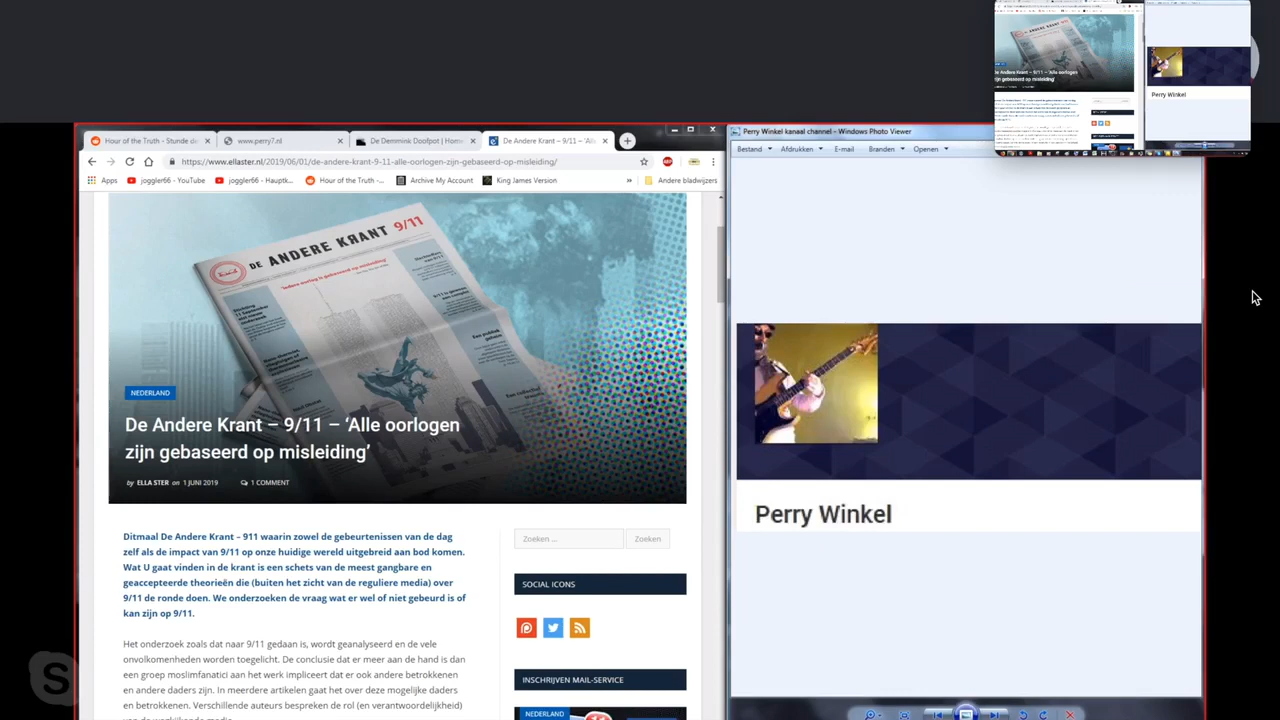 Hour of the Truth - Stunde de
www.perry7.nl
De Demmink Doofpot | Hom
De Andere Krant – 9/11 – 'All
https://www.ellaster.nl/2019/06/01/de-andere-krant-9-11-alle-oorlogen-zijn-gebaseerd-op-misleiding/
Apps
joggler66 - YouTube
joggler66 - Hauptk...
Hour of the Truth -...
Archive My Account
King James Version
»
Andere bladwijzers
DE ANDERE KRANT 9/11
NEDERLAND
De Andere Krant – 9/11 – 'Alle oorlogen
zijn gebaseerd op misleiding'
by ELLA STER on 1 JUNI 2019
1 COMMENT
Ditmaal De Andere Krant – 911 waarin zowel de gebeurtenissen van de dag
zelf als de impact van 9/11 op onze huidige wereld uitgebreid aan bod komen.
Wat U gaat vinden in de krant is een schets van de meest gangbare en
geaccepteerde theorieën die (buiten het zicht van de reguliere media) over
9/11 de ronde doen. We onderzoeken de vraag wat er wel of niet gebeurd is of
kan zijn op 9/11.
Het onderzoek zoals dat naar 9/11 gedaan is, wordt geanalyseerd en de vele
onvolkomenheden worden toegelicht. De conclusie dat er meer aan de hand is dan
een groep moslimfanatici aan het werk impliceert dat er ook andere betrokkenen
en andere daders zijn. In meerdere artikelen gaat het over deze mogelijke daders
en betrokkenen. Verschillende auteurs bespreken de rol (en verantwoordelijkheid)
Zoeken ...
Zoeken
SOCIAL ICONS
INSCHRIJVEN MAIL-SERVICE
NEDERLAND
Perry Winkel kanaal channel - Windows Photo Viewer
Bestand
Afdrukken
E-mail
Branden
Openen
Perry Winkel
De Andere Krant – 9/11 – 'Alle oorlogen
zijn gebaseerd op misleiding'
Perry Winkel